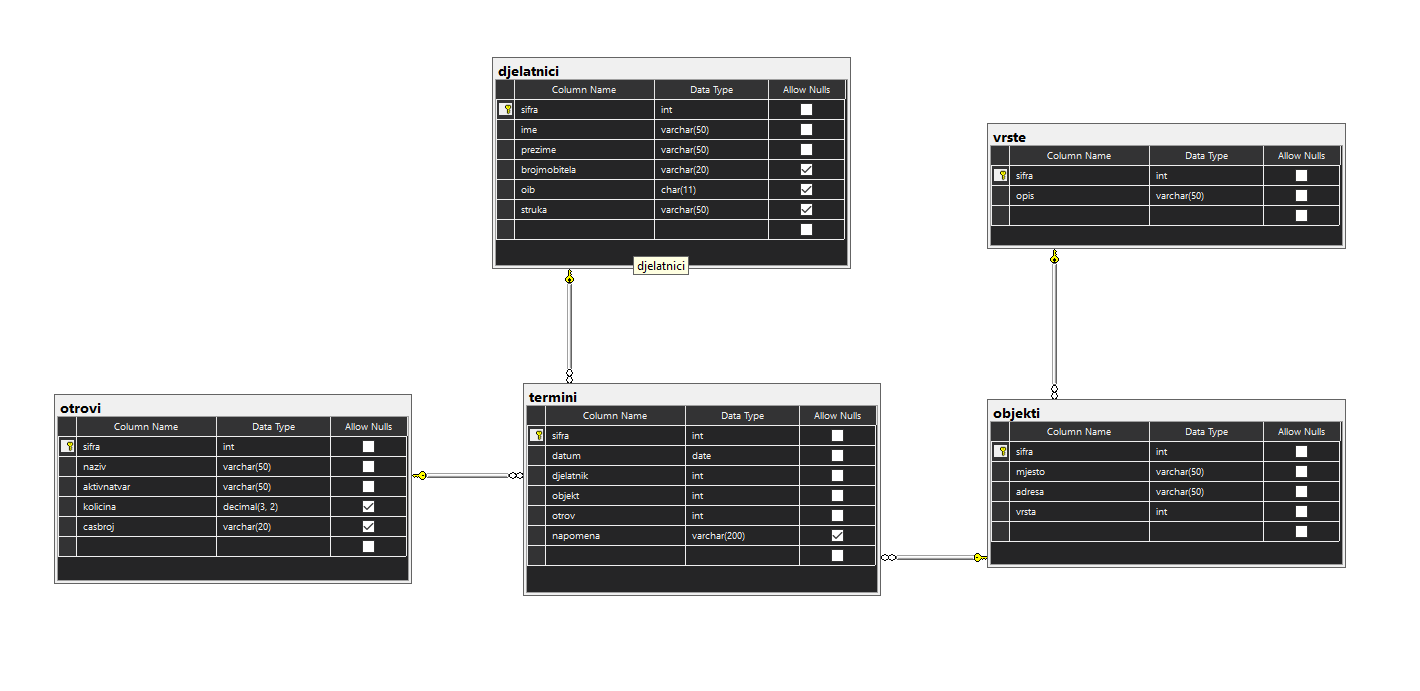 djelatnici
Column Name Data Type Allow Nulls
sifra int
ime varchar(50)
prezime varchar(50)
brojmobitela varchar(20)
oib char(11)
struka varchar(50)
djelatnici
vrste
Column Name Data Type Allow Nulls
sifra int
opis varchar(50)
otrovi
Column Name Data Type Allow Nulls
sifra int
naziv varchar(50)
aktivnatvar varchar(50)
kolicina decimal(3, 2)
casbroj varchar(20)
termini
Column Name Data Type Allow Nulls
sifra int
datum date
djelatnik int
objekt int
otrov int
napomena varchar(200)
objekti
Column Name Data Type Allow Nulls
sifra int
mjesto varchar(50)
adresa varchar(50)
vrsta int